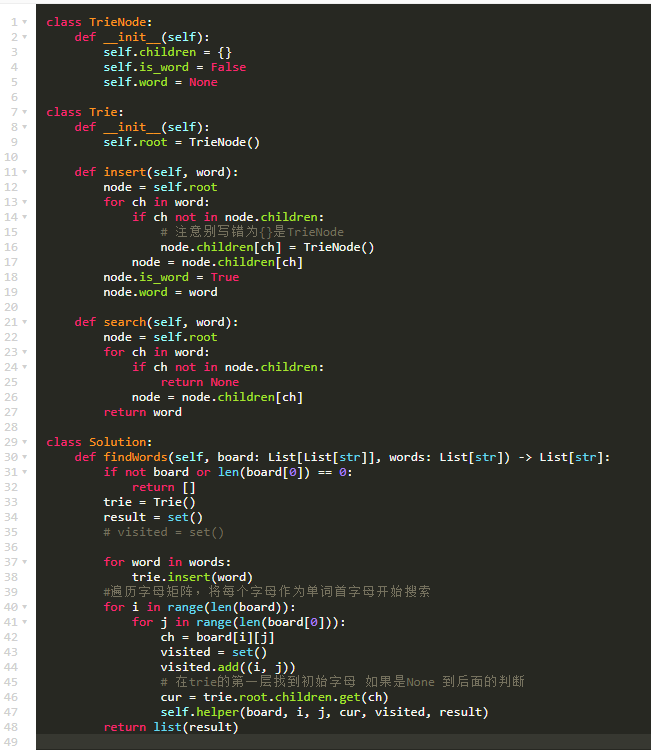 1 class TrieNode:
2     def __init__(self):
3         self.children = {}
4         self.is_word = False
5         self.word = None
6
7 class Trie:
8     def __init__(self):
9         self.root = TrieNode()
10
11     def insert(self, word):
12         node = self.root
13         for ch in word:
14             if ch not in node.children:
15                 # 注意别写错为{}是TrieNode
16                 node.children[ch] = TrieNode()
17             node = node.children[ch]
18         node.is_word = True
19         node.word = word
20
21     def search(self, word):
22         node = self.root
23         for ch in word:
24             if ch not in node.children:
25                 return None
26             node = node.children[ch]
27         return word
28
29 class Solution:
30     def findWords(self, board: List[List[str]], words: List[str]) -> List[str]:
31         if not board or len(board[0]) == 0:
32             return []
33         trie = Trie()
34         result = set()
35         # visited = set()
36
37         for word in words:
38             trie.insert(word)
39         #遍历字母矩阵，将每个字母作为单词首字母开始搜索
40         for i in range(len(board)):
41             for j in range(len(board[0])):
42                 ch = board[i][j]
43                 visited = set()
44                 visited.add((i, j))
45                 # 在trie的第一层找到初始字母 如果是None 到后面的判断
46                 cur = trie.root.children.get(ch)
47                 self.helper(board, i, j, cur, visited, result)
48         return list(result)
49